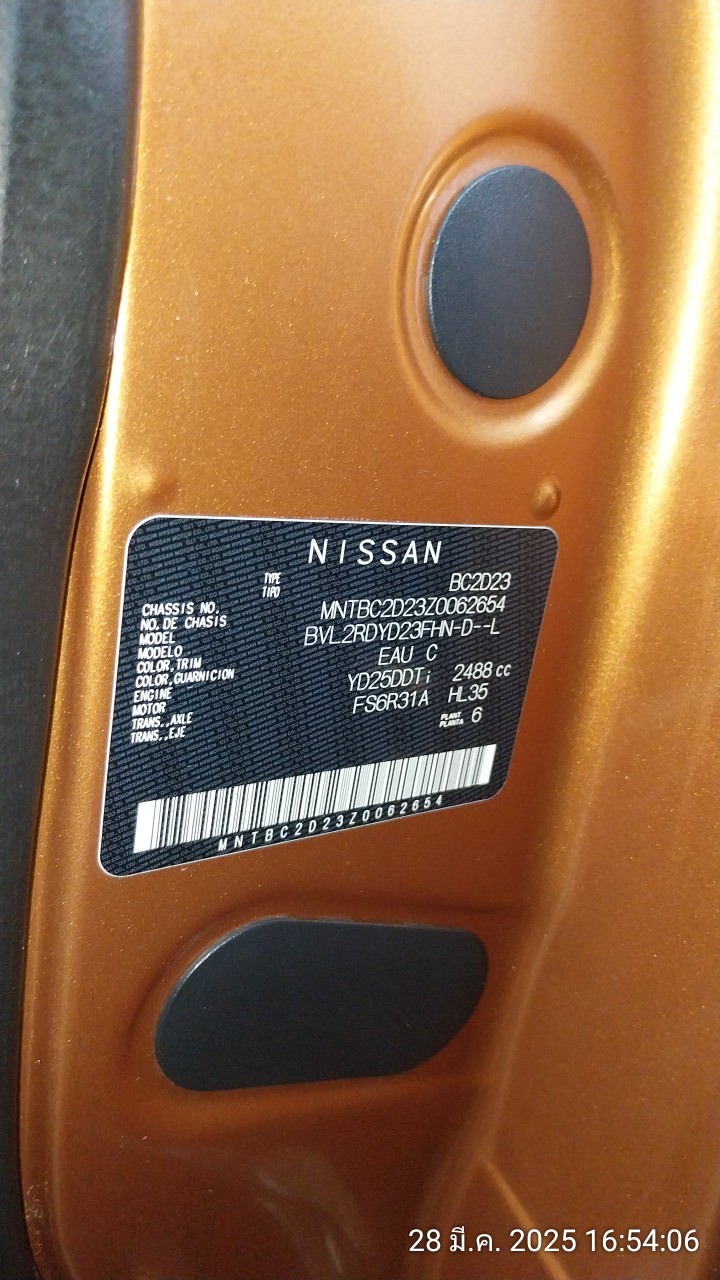 NISSAN
TYPE
TIPO
BC2D23
CHASSIS NO.
NO. DE CHASIS
MNTBC2D23Z0062654
MODEL
MODELO
BVL2RDYD23FHN-D--L
COLOR,TRIM
COLOR,GUARNICION
EAU C
ENGINE
MOTOR
YD25DDTi 2488 cc
TRANS.,AXLE
TRANS.,EJE
FS6R31A HL35
PLANT
PLANTA
6
MNTBC2D23Z0062654
28 มี.ค. 2025 16:54:06